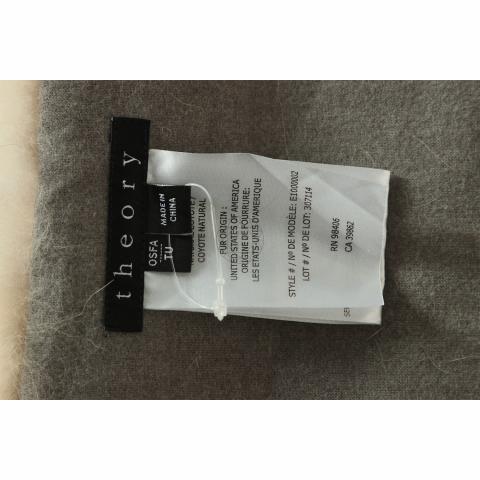 theory
OSFA
TU
MADE IN
CHINA
COYOTE NATURAL
FUR ORIGIN :
UNITED STATES OF AMERICA
ORIGINE DE FOURRURE:
LES ETATS-UNIS D'AMERIQUE
STYLE # / Nº DE MODÈLE: E1000002
LOT # / Nº DE LOT: 307114
RN 98406
CA 39862